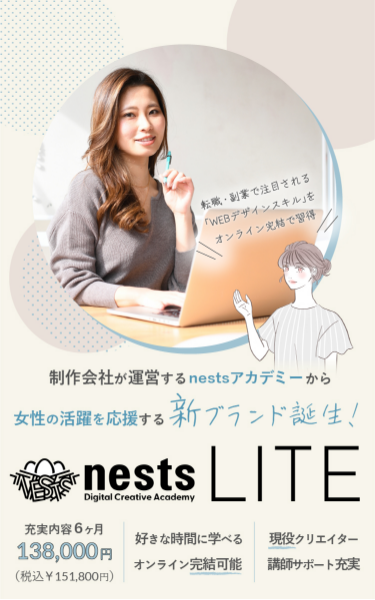 転職・副業で注目される
「WEBデザインスキル」を
オンライン完結で習得
制作会社が運営するnestsアカデミーから
女性の活躍を応援する新ブランド誕生!
NESTS
nests LITE
Digital Creative Academy
充実内容6ヶ月
138,000円
(税込¥151,800円)
好きな時間に学べる
オンライン完結可能
現役クリエイター
講師サポート充実